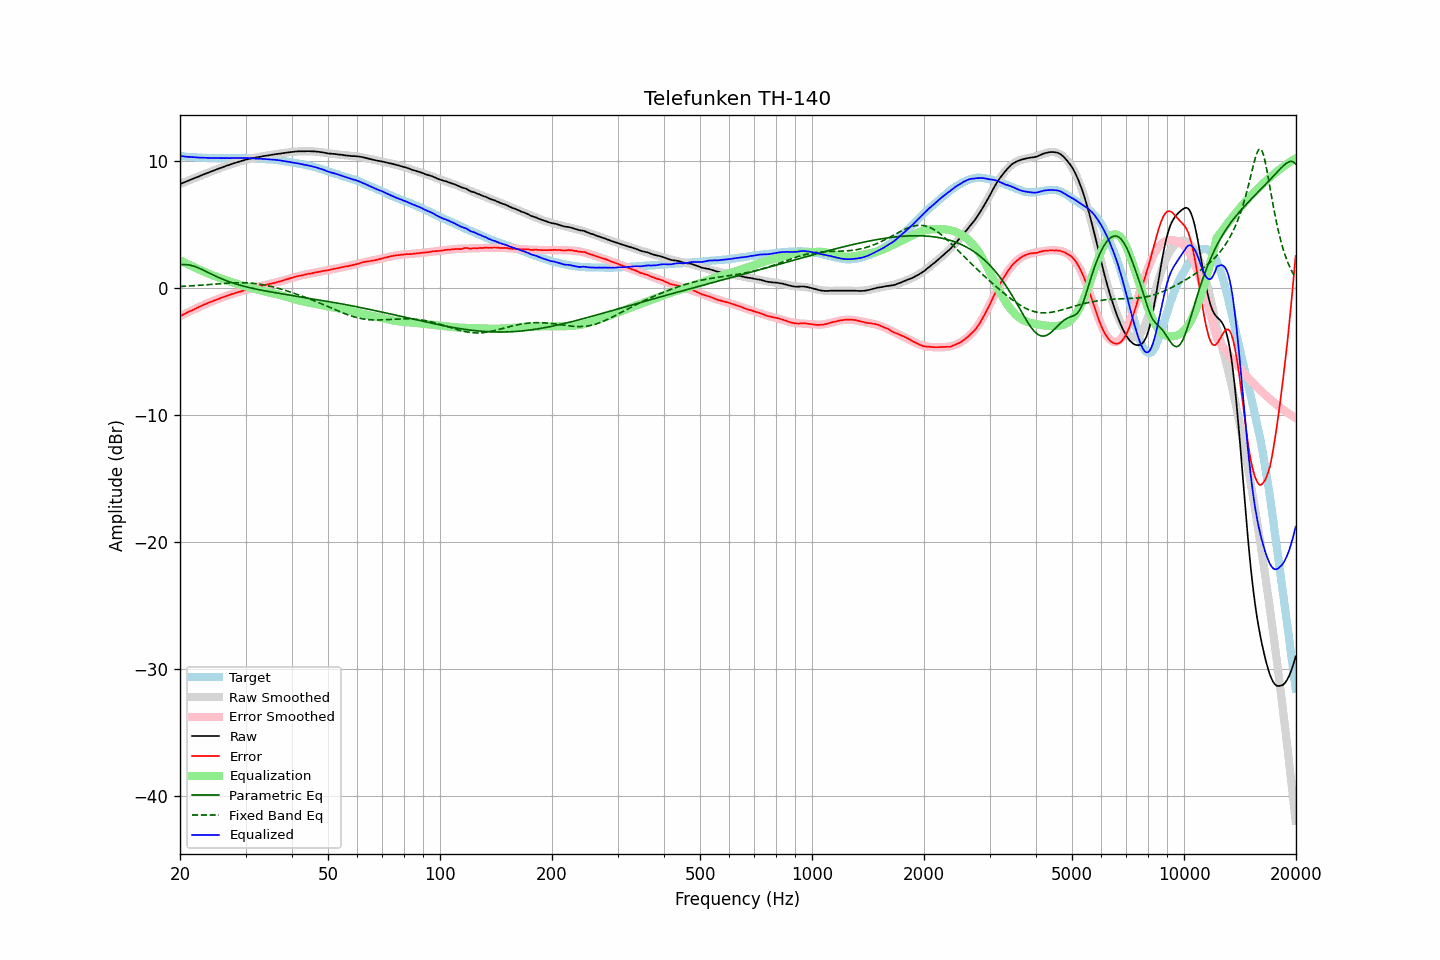 Telefunken TH-140
Amplitude (dBr)
10
0
−10
−20
−30
−40
Target
Raw Smoothed
Error Smoothed
Raw
Error
Equalization
Parametric Eq
Fixed Band Eq
Equalized
20 50 100 200 500 1000 2000 5000 10000 20000
Frequency (Hz)